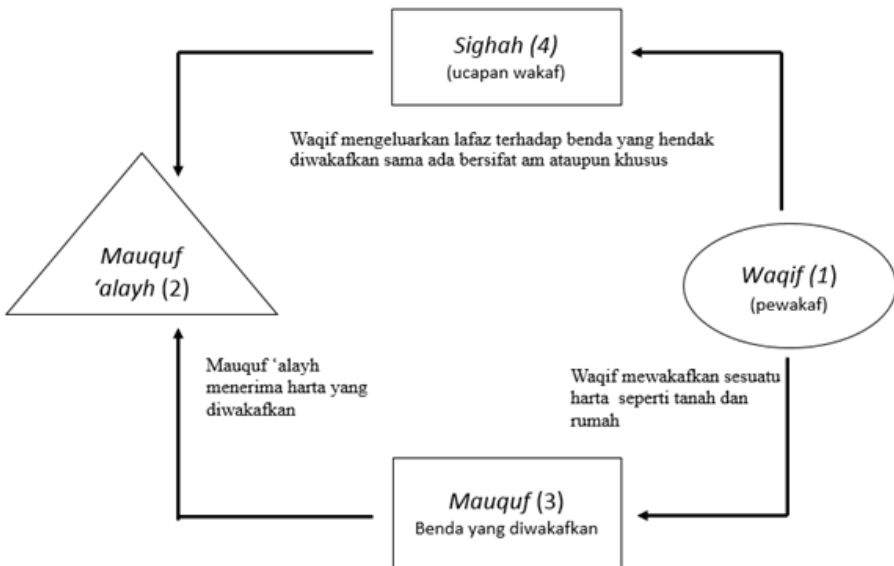 Sighah (4)
(ucapan wakaf)
Waqif mengeluarkan lafaz terhadap benda yang hendak
diwakafkan sama ada bersifat am ataupun khusus
Mauquf
‘alayh (2)
Waqif (1)
(pewakaf)
Mauquf ‘alayh
menerima harta yang
diwakafkan
Waqif mewakafkan sesuatu
harta seperti tanah dan
rumah
Mauquf (3)
Benda yang diwakafkan